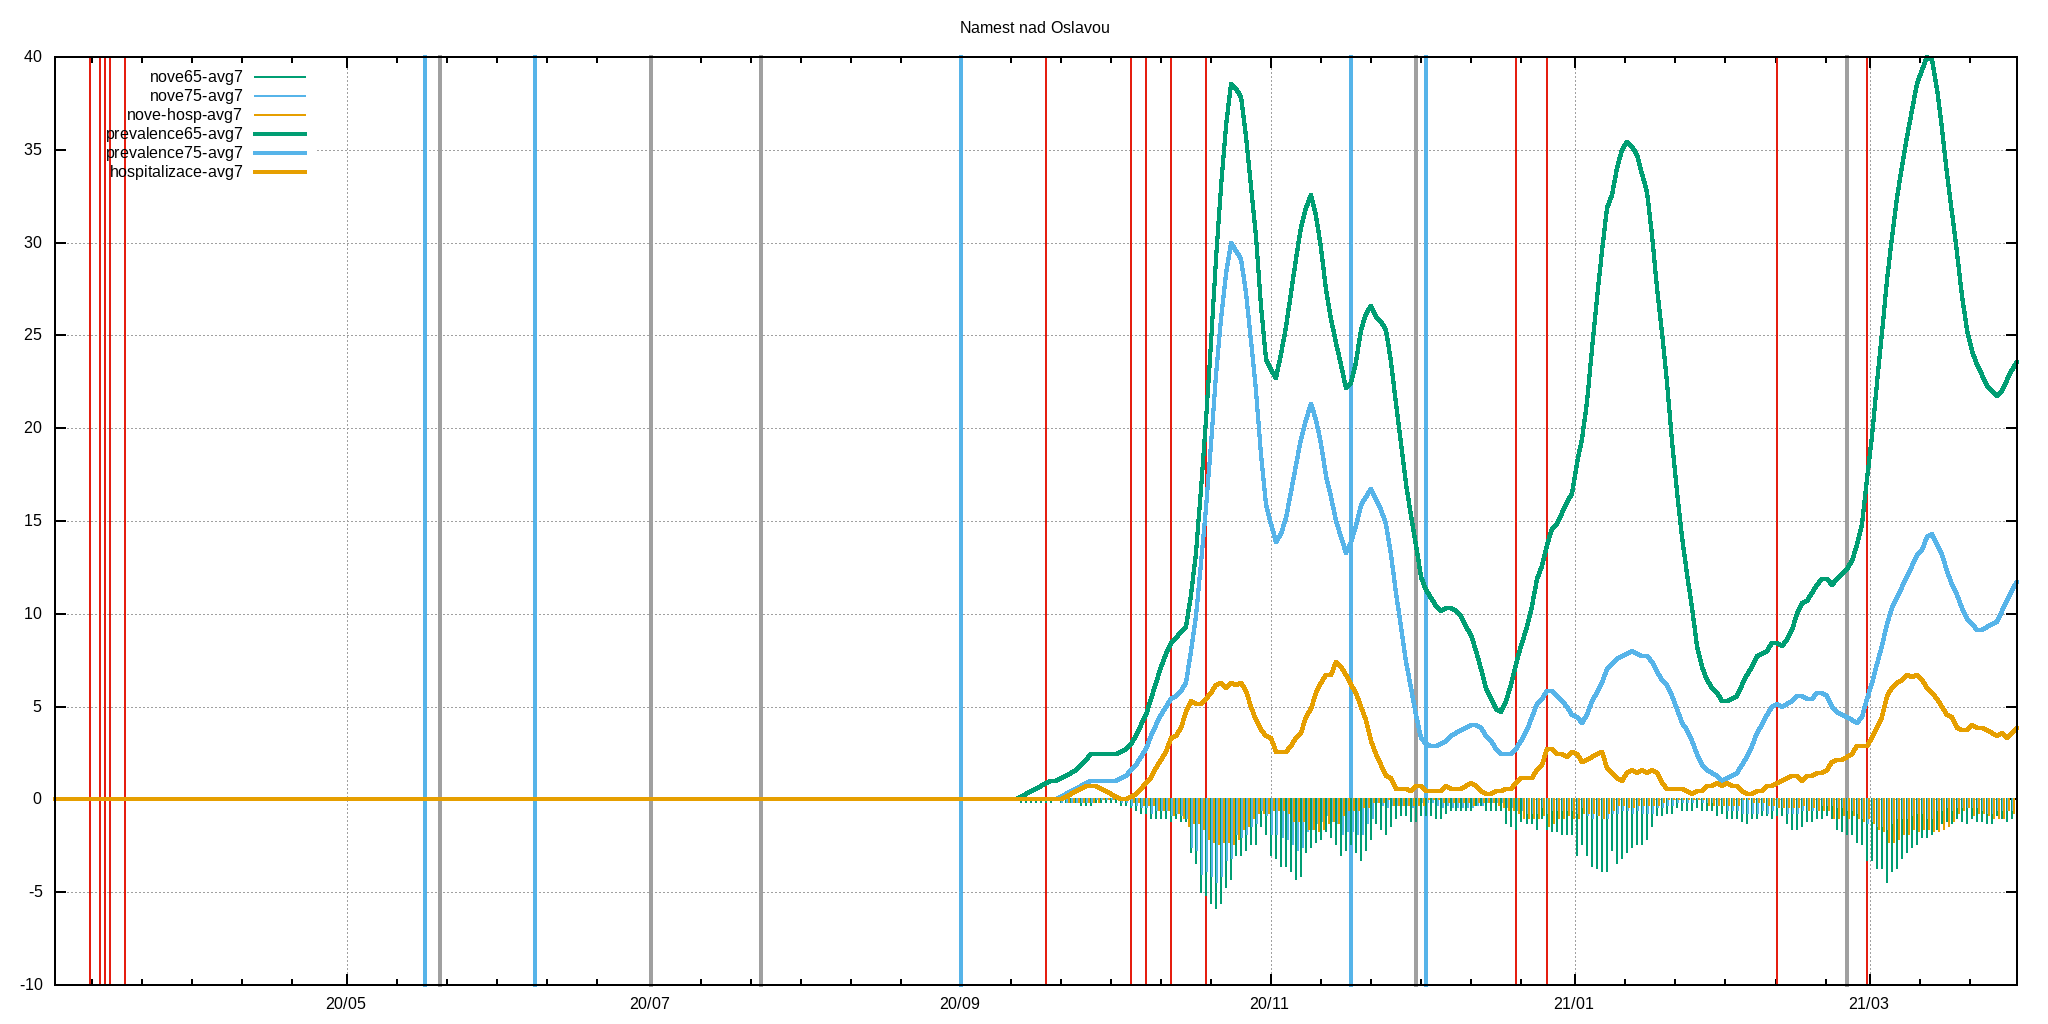 Namest nad Oslavou
40
35
30
25
20
15
10
5
0
-5
-10
nove65-avg7
nove75-avg7
nove-hosp-avg7
prevalence65-avg7
prevalence75-avg7
hospitalizace-avg7
20/05
20/07
20/09
20/11
21/01
21/03